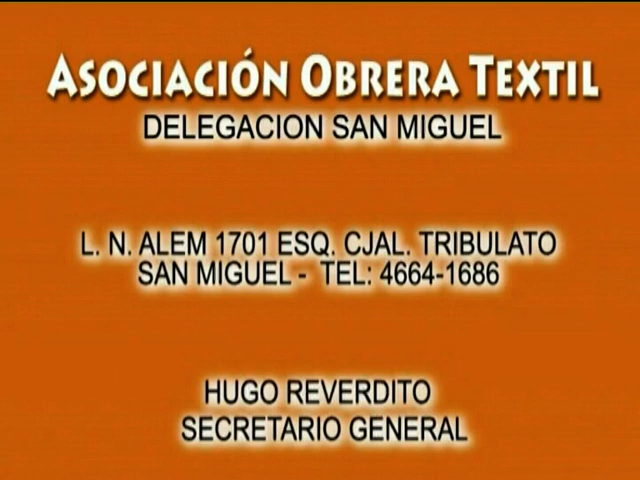 ASOCIACIÓN OBRERA TEXTIL
DELEGACION SAN MIGUEL
L. N. ALEM 1701 ESQ. CJAL. TRIBULATO
SAN MIGUEL - TEL: 4664-1686
HUGO REVERDITO
SECRETARIO GENERAL